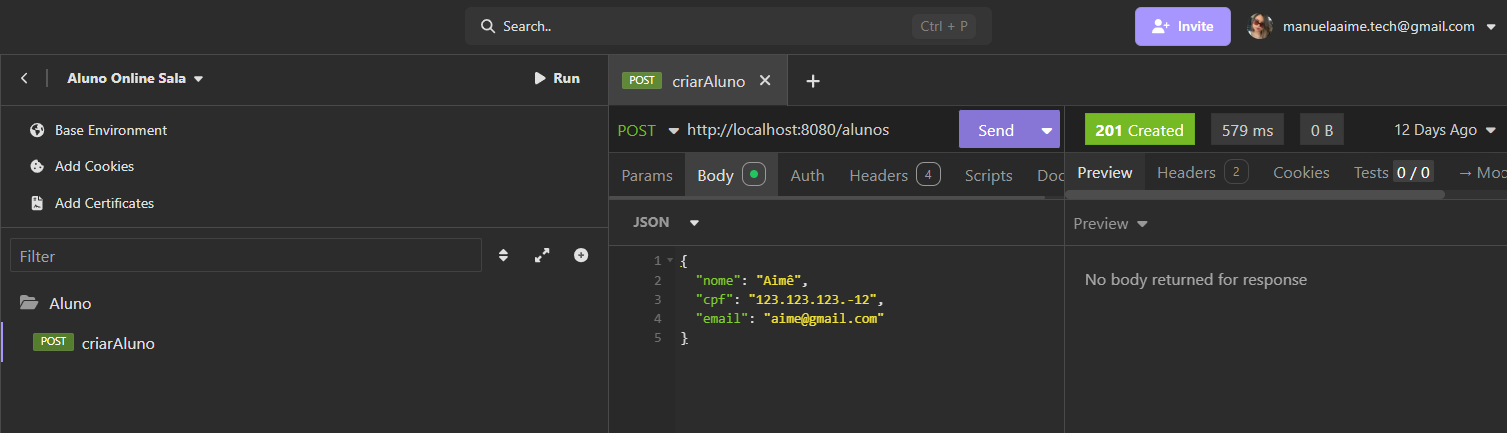 Search.. Ctrl + P Invite manuelaaime.tech@gmail.com
Aluno Online Sala Run
Base Environment
Add Cookies
Add Certificates
Filter
Aluno
POST criarAluno
POST criarAluno
POST http://localhost:8080/alunos Send
Params Body Auth Headers 4 Scripts Doc
JSON
1 {
2 "nome": "Aimê",
3 "cpf": "123.123.123.-12",
4 "email": "aime@gmail.com"
5 }
201 Created 579 ms 0 B 12 Days Ago
Preview Headers 2 Cookies Tests 0 / 0 → Moc
Preview
No body returned for response